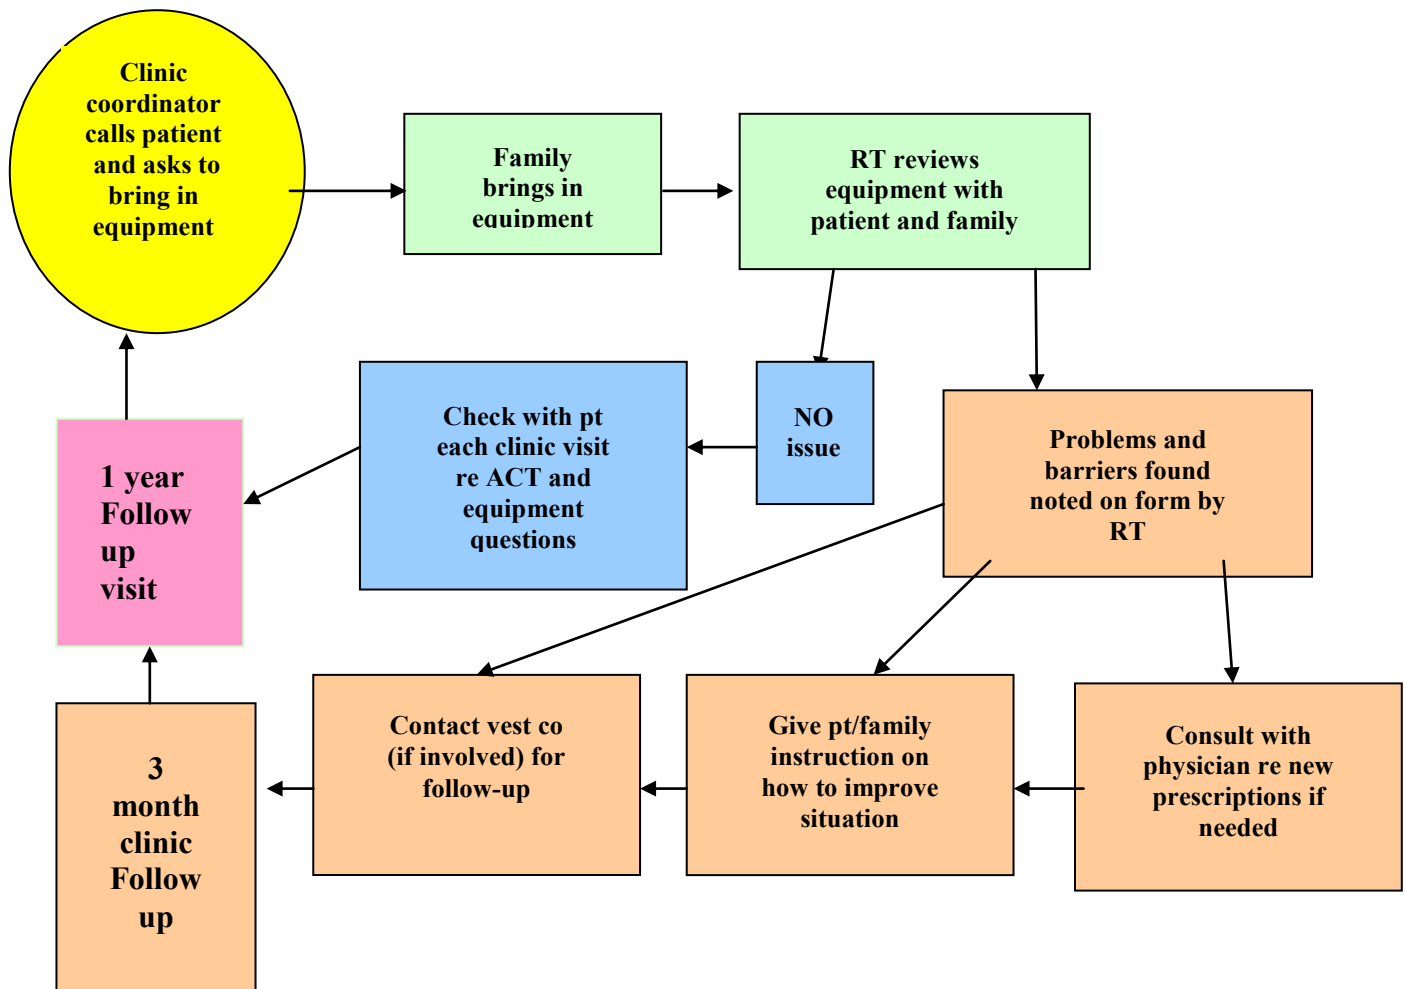 Clinic
coordinator
calls patient
and asks to
bring in
equipment
Family
brings in
equipment
RT reviews
equipment with
patient and family
NO
issue
Check with pt
each clinic visit
re ACT and
equipment
questions
1 year
Follow
up
visit
Problems and
barriers found
noted on form by
RT
Consult with
physician re new
prescriptions if
needed
Give pt/family
instruction on
how to improve
situation
Contact vest co
(if involved) for
follow-up
3
month
clinic
Follow
up